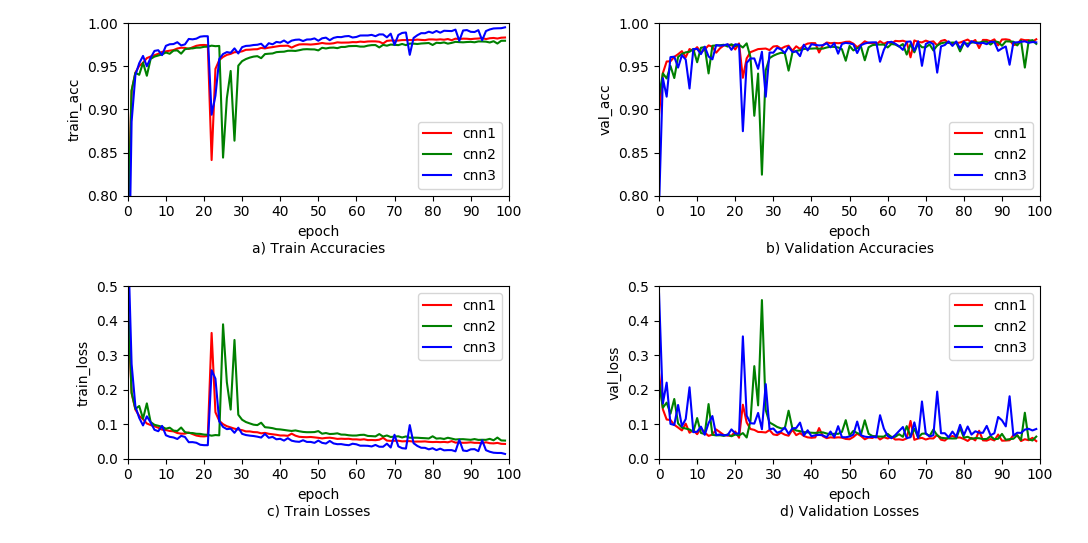 train_acc
1.00
0.95
0.90
0.85
0.80
cnn1
cnn2
cnn3
0 10 20 30 40 50 60 70 80 90 100
epoch
a) Train Accuracies
val_acc
1.00
0.95
0.90
0.85
0.80
cnn1
cnn2
cnn3
0 10 20 30 40 50 60 70 80 90 100
epoch
b) Validation Accuracies
train_loss
0.5
0.4
0.3
0.2
0.1
0.0
cnn1
cnn2
cnn3
0 10 20 30 40 50 60 70 80 90 100
epoch
c) Train Losses
val_loss
0.5
0.4
0.3
0.2
0.1
0.0
cnn1
cnn2
cnn3
0 10 20 30 40 50 60 70 80 90 100
epoch
d) Validation Losses